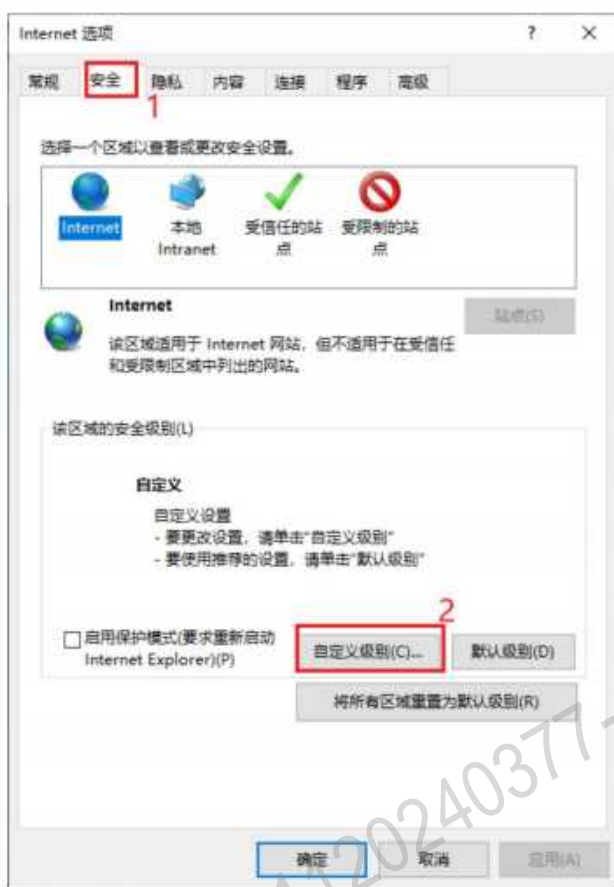 Internet 选项
?
常规 安全 隐私 内容 连接 程序 高级
1
选择一个区域以查看或更改安全设置。
Internet
本地
Intranet
受信任的站
点
受限制的站
点
Internet
站点(S)
该区域适用于 Internet 网站，但不适用于在受信任
和受限制区域中列出的网站。
该区域的安全级别(L)
自定义
自定义设置
- 要更改设置，请单击"自定义级别"
- 要使用推荐的设置，请单击"默认级别"
2
启用保护模式(要求重新启动
Internet Explorer)(P)
自定义级别(C)...
默认级别(D)
将所有区域重置为默认级别(R)
确定
取消
应用(A)